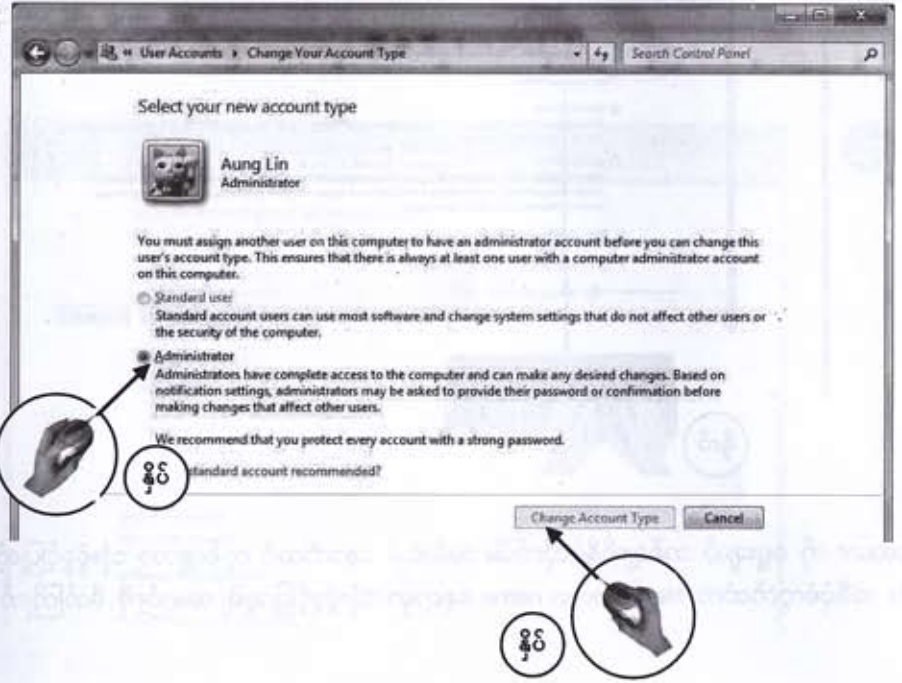 « User Accounts ▸ Change Your Account Type
Search Control Panel
Select your new account type
Aung Lin
Administrator
You must assign another user on this computer to have an administrator account before you can change this
user's account type. This ensures that there is always at least one user with a computer administrator account
on this computer.
Standard user
Standard account users can use most software and change system settings that do not affect other users or
the security of the computer.
Administrator
Administrators have complete access to the computer and can make any desired changes. Based on
notification settings, administrators may be asked to provide their password or confirmation before
making changes that affect other users.
We recommend that you protect every account with a strong password.
နှိပ်
standard account recommended?
Change Account Type
Cancel
နှိပ်